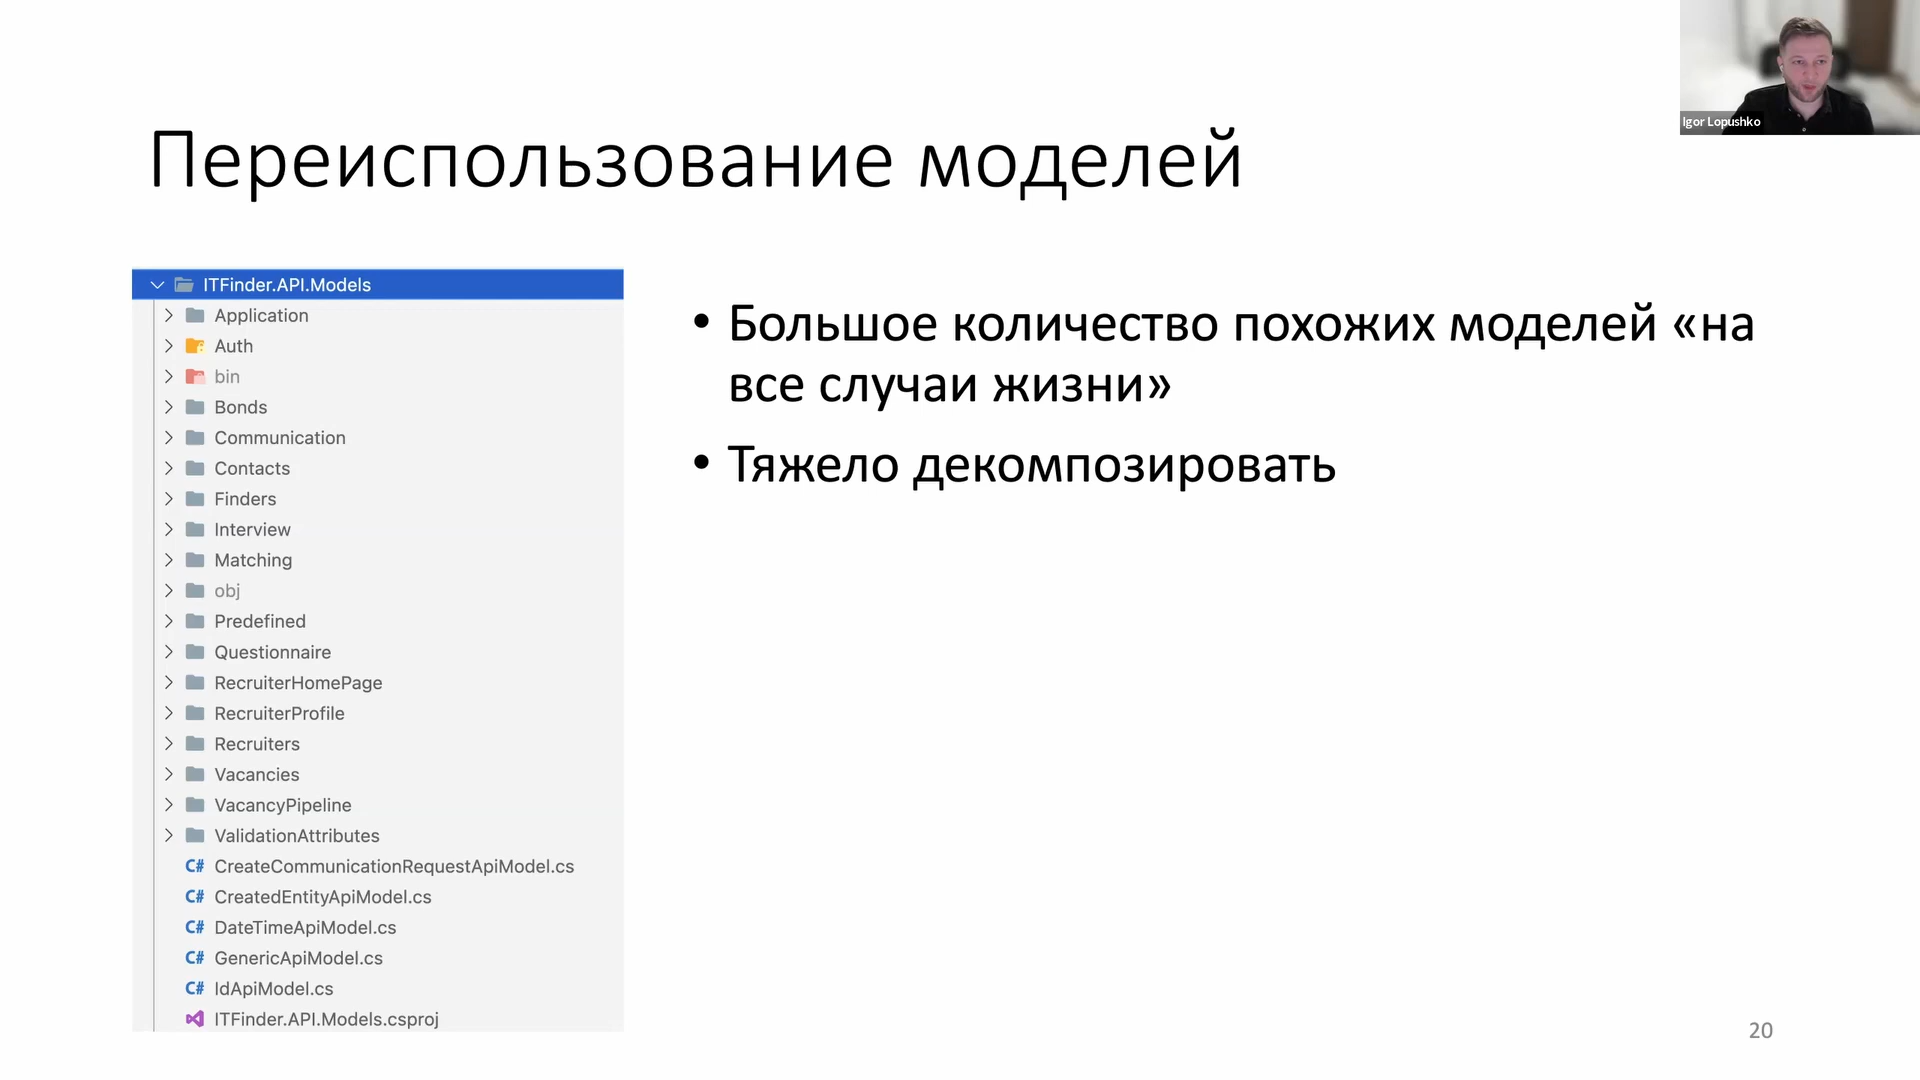 Igor Lopushko
Переиспользование моделей
ITFinder.API.Models
Application
Auth
bin
Bonds
Communication
Contacts
Finders
Interview
Matching
obj
Predefined
Questionnaire
RecruiterHomePage
RecruiterProfile
Recruiters
Vacancies
VacancyPipeline
ValidationAttributes
C# CreateCommunicationRequestApiModel.cs
C# CreatedEntityApiModel.cs
C# DateTimeApiModel.cs
C# GenericApiModel.cs
C# IdApiModel.cs
ITFinder.API.Models.csproj
• Большое количество похожих моделей «на
все случаи жизни»
• Тяжело декомпозировать
20